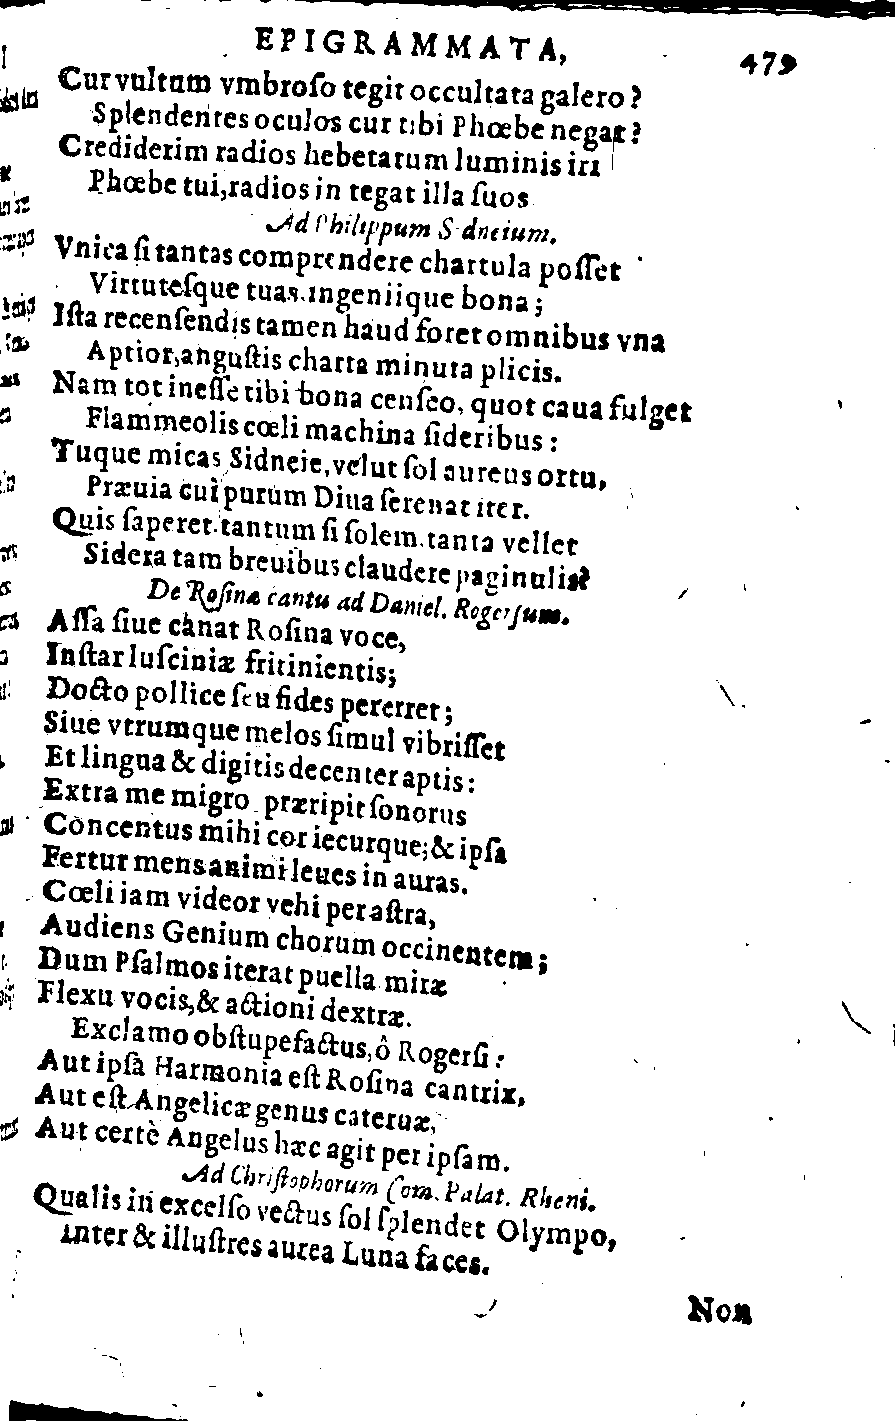 EPIGRAMMATA, 479
Cur vultum vmbroſo tegit occultata galero?
Splendentes oculos cur tibi Phœbe negat?
Crediderim radios hebetarum luminis iri
Phœbe tui, radios in tegat illa ſuos
Ad Philippum Sidneium.
Vnica ſi tantas comprendere chartula poſſet
Virtuteſque tuas. ingeniique bona;
Iſta recenſendis tamen haud foret omnibus vna
Aptior, anguſtis charta minuta plicis.
Nam tot ineſſe tibi bona cenſeo, quot caua fulget
Flammeolis cœli machina ſideribus:
Tuque micas Sidneie, velut ſol aureus ortu,
Præuia cui purum Diua ſerenat iter.
Quis ſaperet tantum ſi ſolem. tanta vellet
Sidera tam breuibus claudere paginulis?
De Roſinæ cantu ad Daniel. Rogerſum.
Aſſa ſiue cànat Roſina voce,
Inſtar luſciniæ fritinientis;
Docto pollice ſeu fides pererret;
Siue vtrumque melos ſimul vibriſſet
Et lingua & digitis decenter aptis:
Extra me migro præripit ſonorus
Concentus mihi cor iecurque; & ipſa
Fertur mens animi leues in auras.
Cœli iam videor vehi per aſtra,
Audiens Genium chorum occinentem;
Dum Pſalmos iterat puella miræ
Flexu vocis, & actioni dextræ.
Exclamo obſtupefactus, ô Rogerſi:
Aut ipſa Harmonia eſt Roſina cantrix,
Aut eſt Angelicæ genus cateruæ,
Aut certè Angelus hæc agit per ipſam.
Ad Chriſtophorum Com. Palat. Rheni.
Qualis in excelſo vectus ſol ſplendet Olympo,
Inter & illuſtres aurea Luna faces.
Non